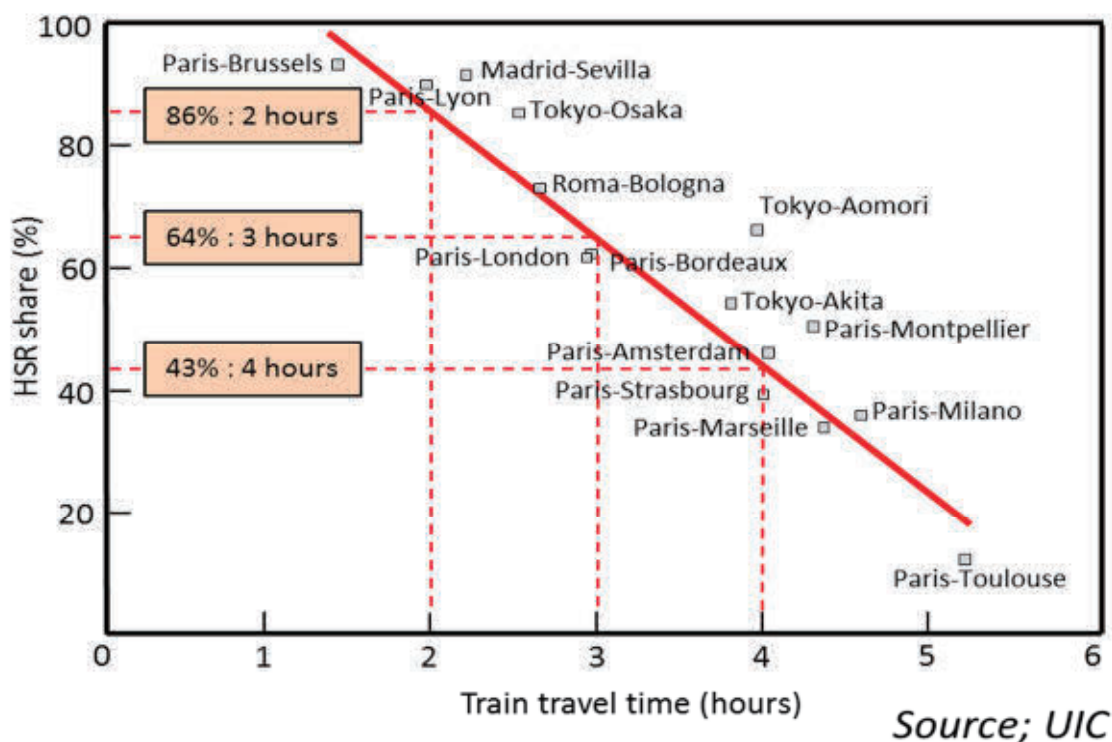 100
Paris-Brussels
Madrid-Sevilla
Paris-Lyon
86% : 2 hours
Tokyo-Osaka
80
Roma-Bologna
Tokyo-Aomori
64% : 3 hours
Paris-London
Paris-Bordeaux
60
HSR share (%)
Tokyo-Akita
Paris-Montpellier
Paris-Amsterdam
43% : 4 hours
Paris-Strasbourg
40
Paris-Milano
Paris-Marseille
20
Paris-Toulouse
0 1 2 3 4 5 6
Train travel time (hours)
Source; UIC